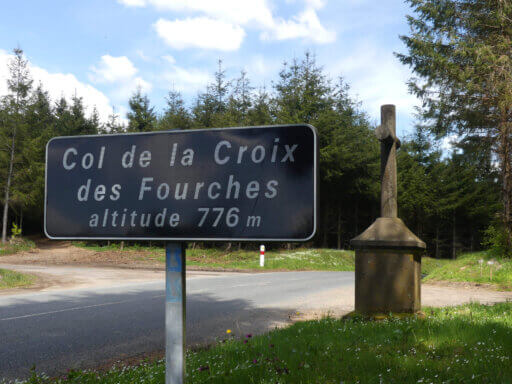 Col de la Croix
des Fourches
altitude 776 m